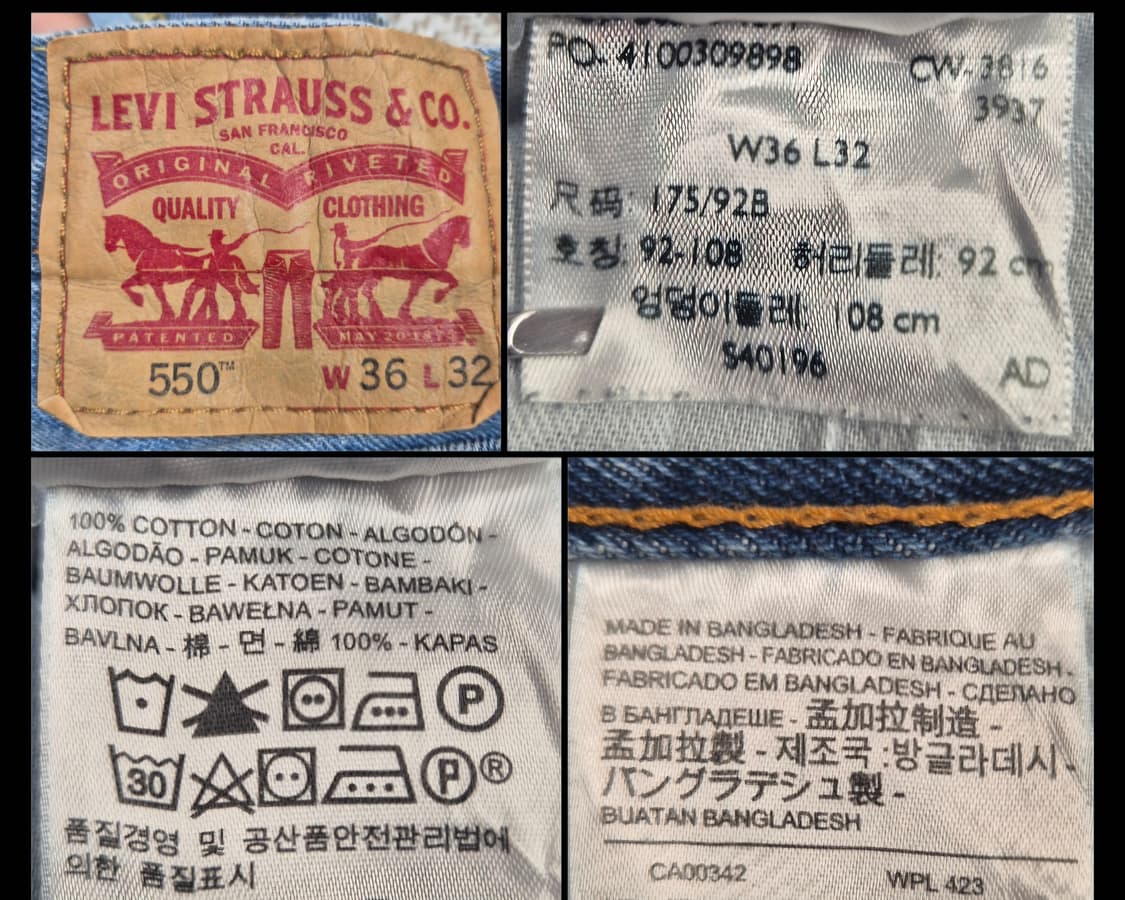 LEVI STRAUSS & CO.
SAN FRANCISCO
CAL.
ORIGINAL RIVETED
QUALITY CLOTHING
PATENTED MAY 20 1873
550™ W 36 L 32
PO. 4100309898 CW-3816
3937
W36 L32
尺码: 175/92B
호칭: 92-108 허리둘레: 92 cm
엉덩이둘레: 108 cm
S40196
AD
100% COTTON - COTON - ALGODÓN -
ALGODÃO - PAMUK - COTONE -
BAUMWOLLE - KATOEN - BAMBAKI -
ХЛОПОК - BAWEŁNA - PAMUT -
BAVLNA - 棉 - 면 - 綿 100% - KAPAS
P
30 P ®
품질경영 및 공산품안전관리법에
의한 품질표시
MADE IN BANGLADESH - FABRIQUE AU
BANGLADESH - FABRICADO EN BANGLADESH -
FABRICADO EM BANGLADESH - СДЕЛАНО
В БАНГЛАДЕШЕ - 孟加拉制造 -
孟加拉製 - 제조국 :방글라데시 -
バングラデシュ製 -
BUATAN BANGLADESH
CA00342 WPL 423